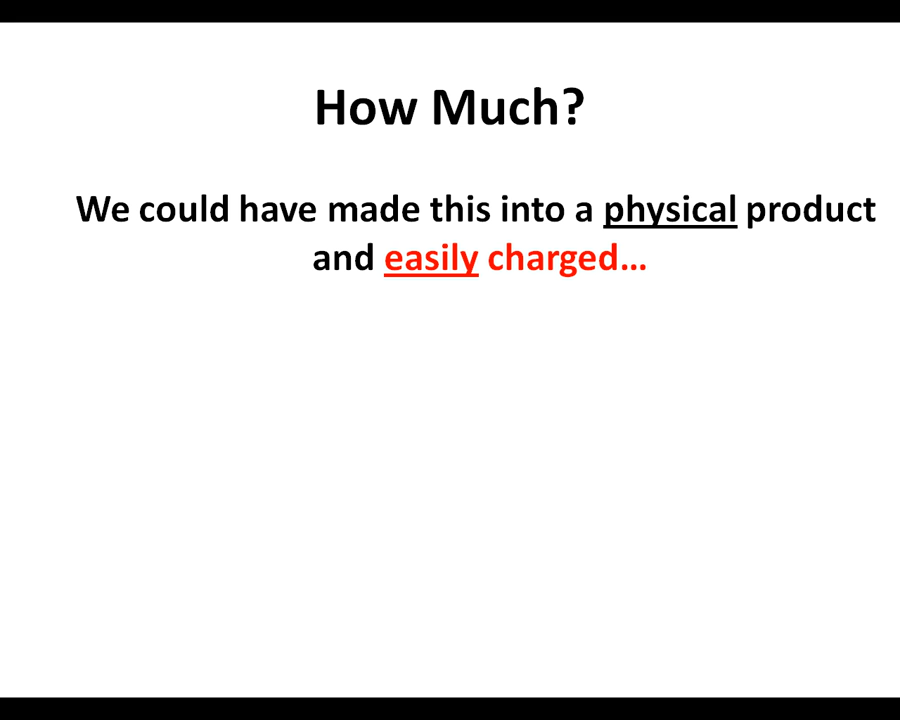 How Much?
We could have made this into a physical product
and easily charged...